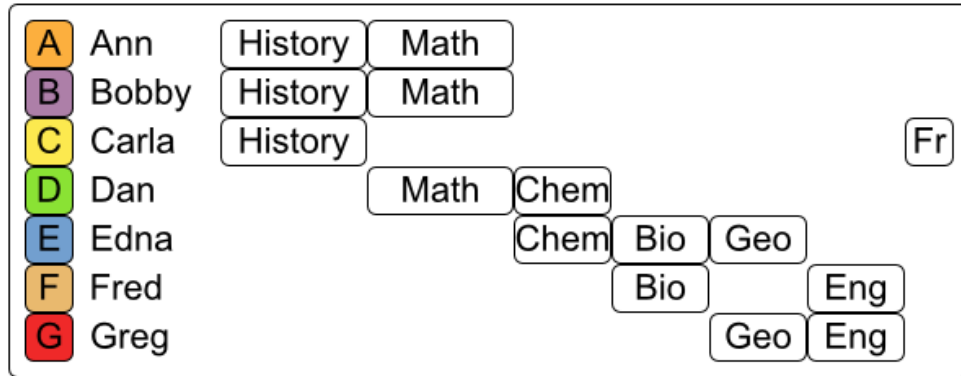 A Ann History Math
B Bobby History Math
C Carla History Fr
D Dan Math Chem
E Edna Chem Bio Geo
F Fred Bio Eng
G Greg Geo Eng